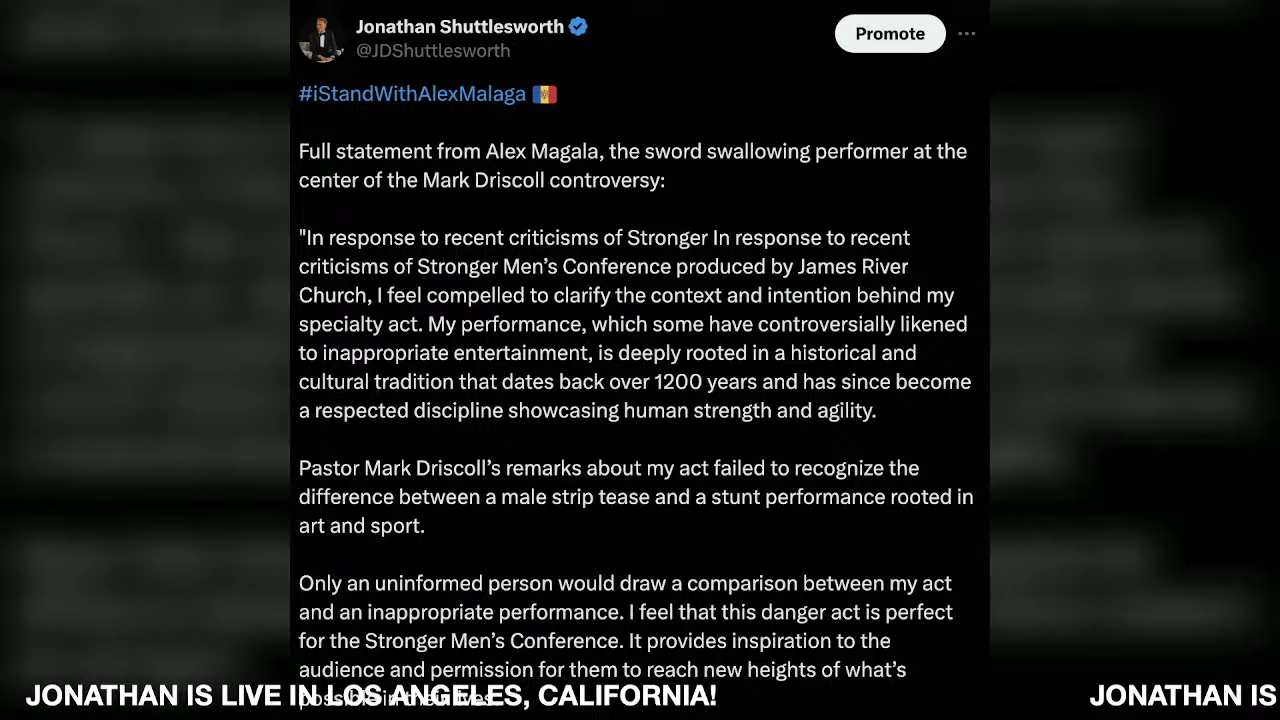 Jonathan Shuttlesworth
Promote
@JDShuttlesworth
#iStandWithAlexMalaga
Full statement from Alex Magala, the sword swallowing performer at the
center of the Mark Driscoll controversy:
"In response to recent criticisms of Stronger In response to recent
criticisms of Stronger Men’s Conference produced by James River
Church, I feel compelled to clarify the context and intention behind my
specialty act. My performance, which some have controversially likened
to inappropriate entertainment, is deeply rooted in a historical and
cultural tradition that dates back over 1200 years and has since become
a respected discipline showcasing human strength and agility.
Pastor Mark Driscoll’s remarks about my act failed to recognize the
difference between a male strip tease and a stunt performance rooted in
art and sport.
Only an uninformed person would draw a comparison between my act
and an inappropriate performance. I feel that this danger act is perfect
for the Stronger Men’s Conference. It provides inspiration to the
audience and permission for them to reach new heights of what’s
JONATHAN IS LIVE IN LOS ANGELES, CALIFORNIA! JONATHAN IS